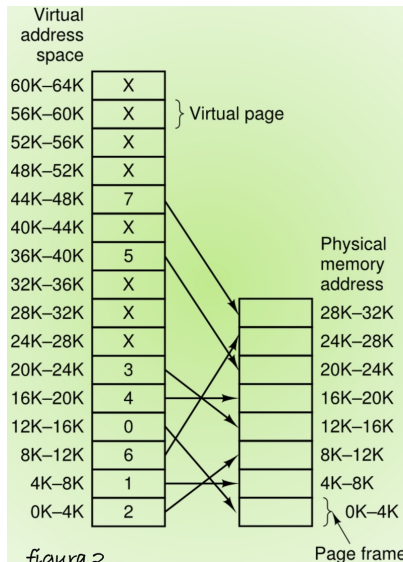 Virtual
address
space
60K–64K X
56K–60K X Virtual page
52K–56K X
48K–52K X
44K–48K 7
40K–44K X
36K–40K 5
32K–36K X
28K–32K X
24K–28K X
20K–24K 3
16K–20K 4
12K–16K 0
8K–12K 6
4K–8K 1
0K–4K 2
Physical
memory
address
28K–32K
24K–28K
20K–24K
16K–20K
12K–16K
8K–12K
4K–8K
0K–4K
Page frame
figura 2